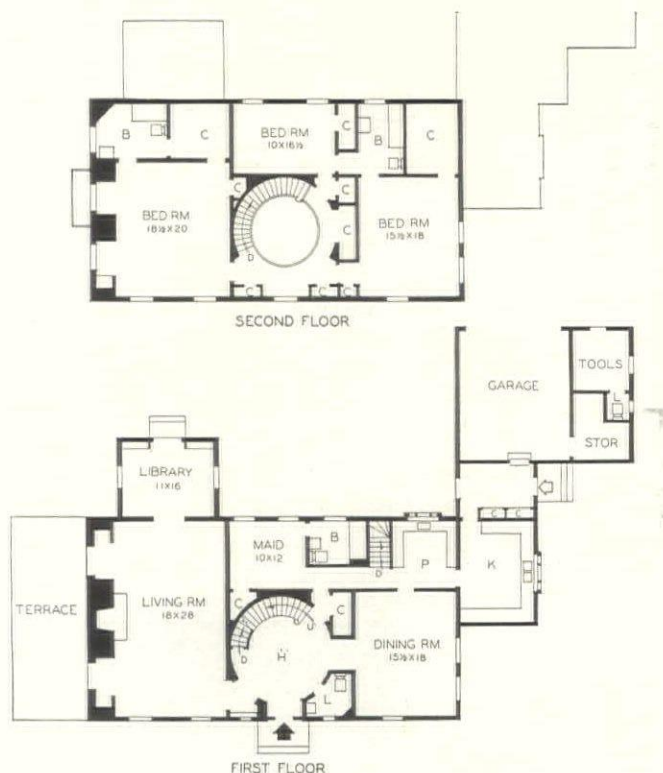 B
C
BED RM
10X16½
C
B
C
BED RM
18½X20
C
C
C
BED RM
15½X18
D
C
C
C
SECOND FLOOR
GARAGE
TOOLS
L
STOR
LIBRARY
11X16
C
C
TERRACE
LIVING RM
18X28
MAID
10X12
B
D
P
K
C
U
C
H
D
DINING RM
15½X18
L
FIRST FLOOR